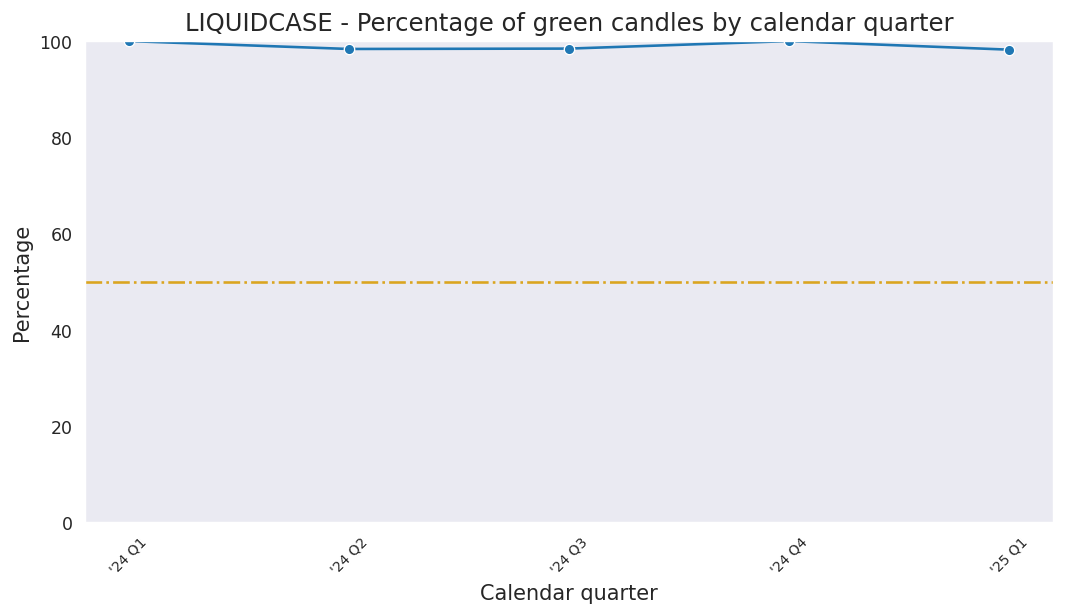 LIQUIDCASE - Percentage of green candles by calendar quarter
100
80
60
40
20
0
Percentage
'24 Q1
'24 Q2
'24 Q3
'24 Q4
'25 Q1
Calendar quarter